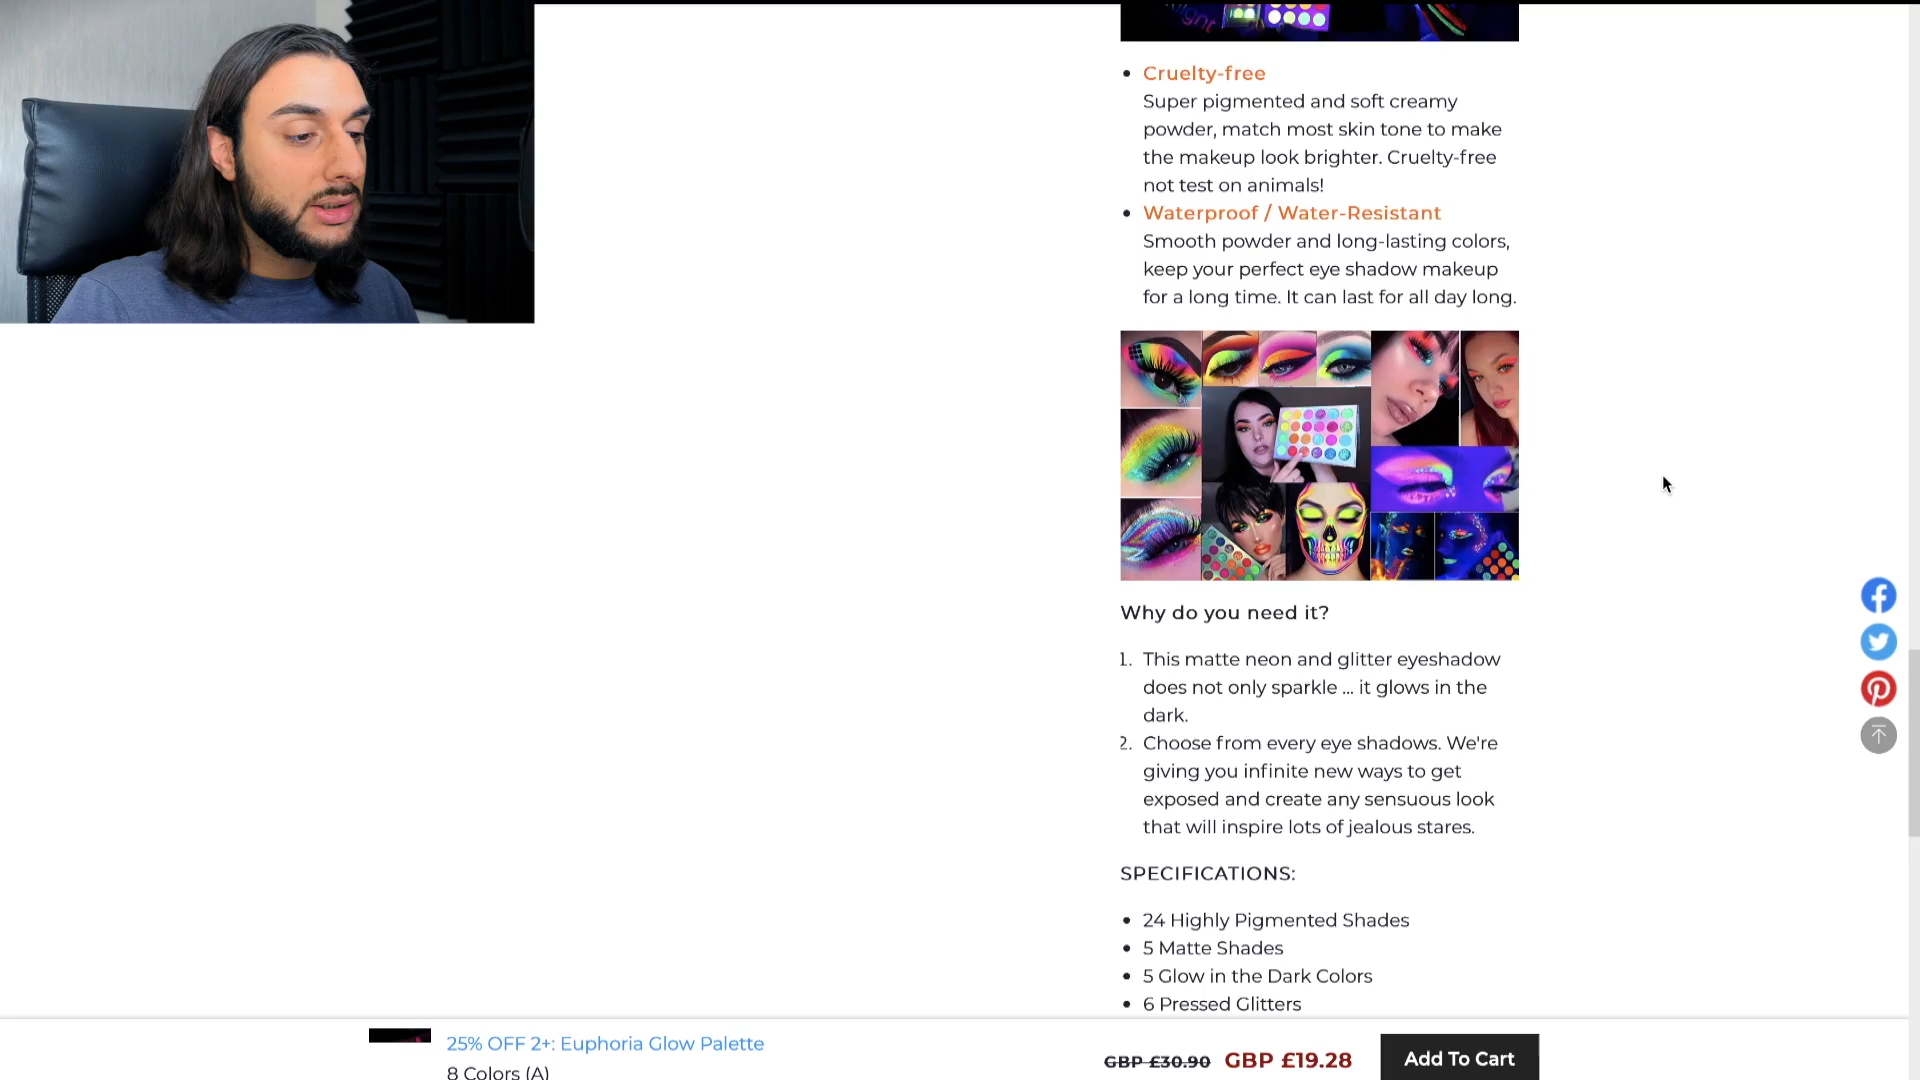 night
Cruelty-free
Super pigmented and soft creamy
powder, match most skin tone to make
the makeup look brighter. Cruelty-free
not test on animals!
Waterproof / Water-Resistant
Smooth powder and long-lasting colors,
keep your perfect eye shadow makeup
for a long time. It can last for all day long.
Why do you need it?
1. This matte neon and glitter eyeshadow
does not only sparkle ... it glows in the
dark.
2. Choose from every eye shadows. We're
giving you infinite new ways to get
exposed and create any sensuous look
that will inspire lots of jealous stares.
SPECIFICATIONS:
24 Highly Pigmented Shades
5 Matte Shades
5 Glow in the Dark Colors
6 Pressed Glitters
25% OFF 2+: Euphoria Glow Palette
8 Colors (A)
GBP £30.90 GBP £19.28
Add To Cart